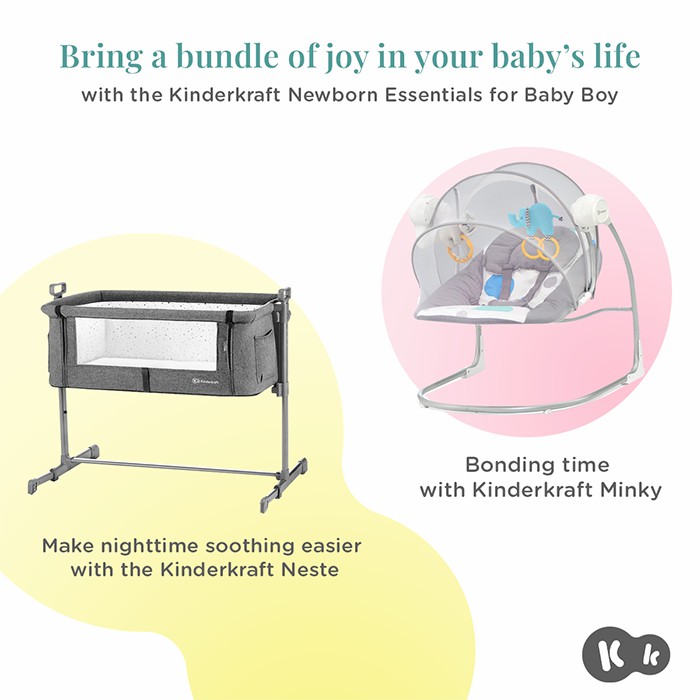 Bring a bundle of joy in your baby's life
with the Kinderkraft Newborn Essentials for Baby Boy
Kinderkraft
Bonding time
with Kinderkraft Minky
Make nighttime soothing easier
with the Kinderkraft Neste
K k